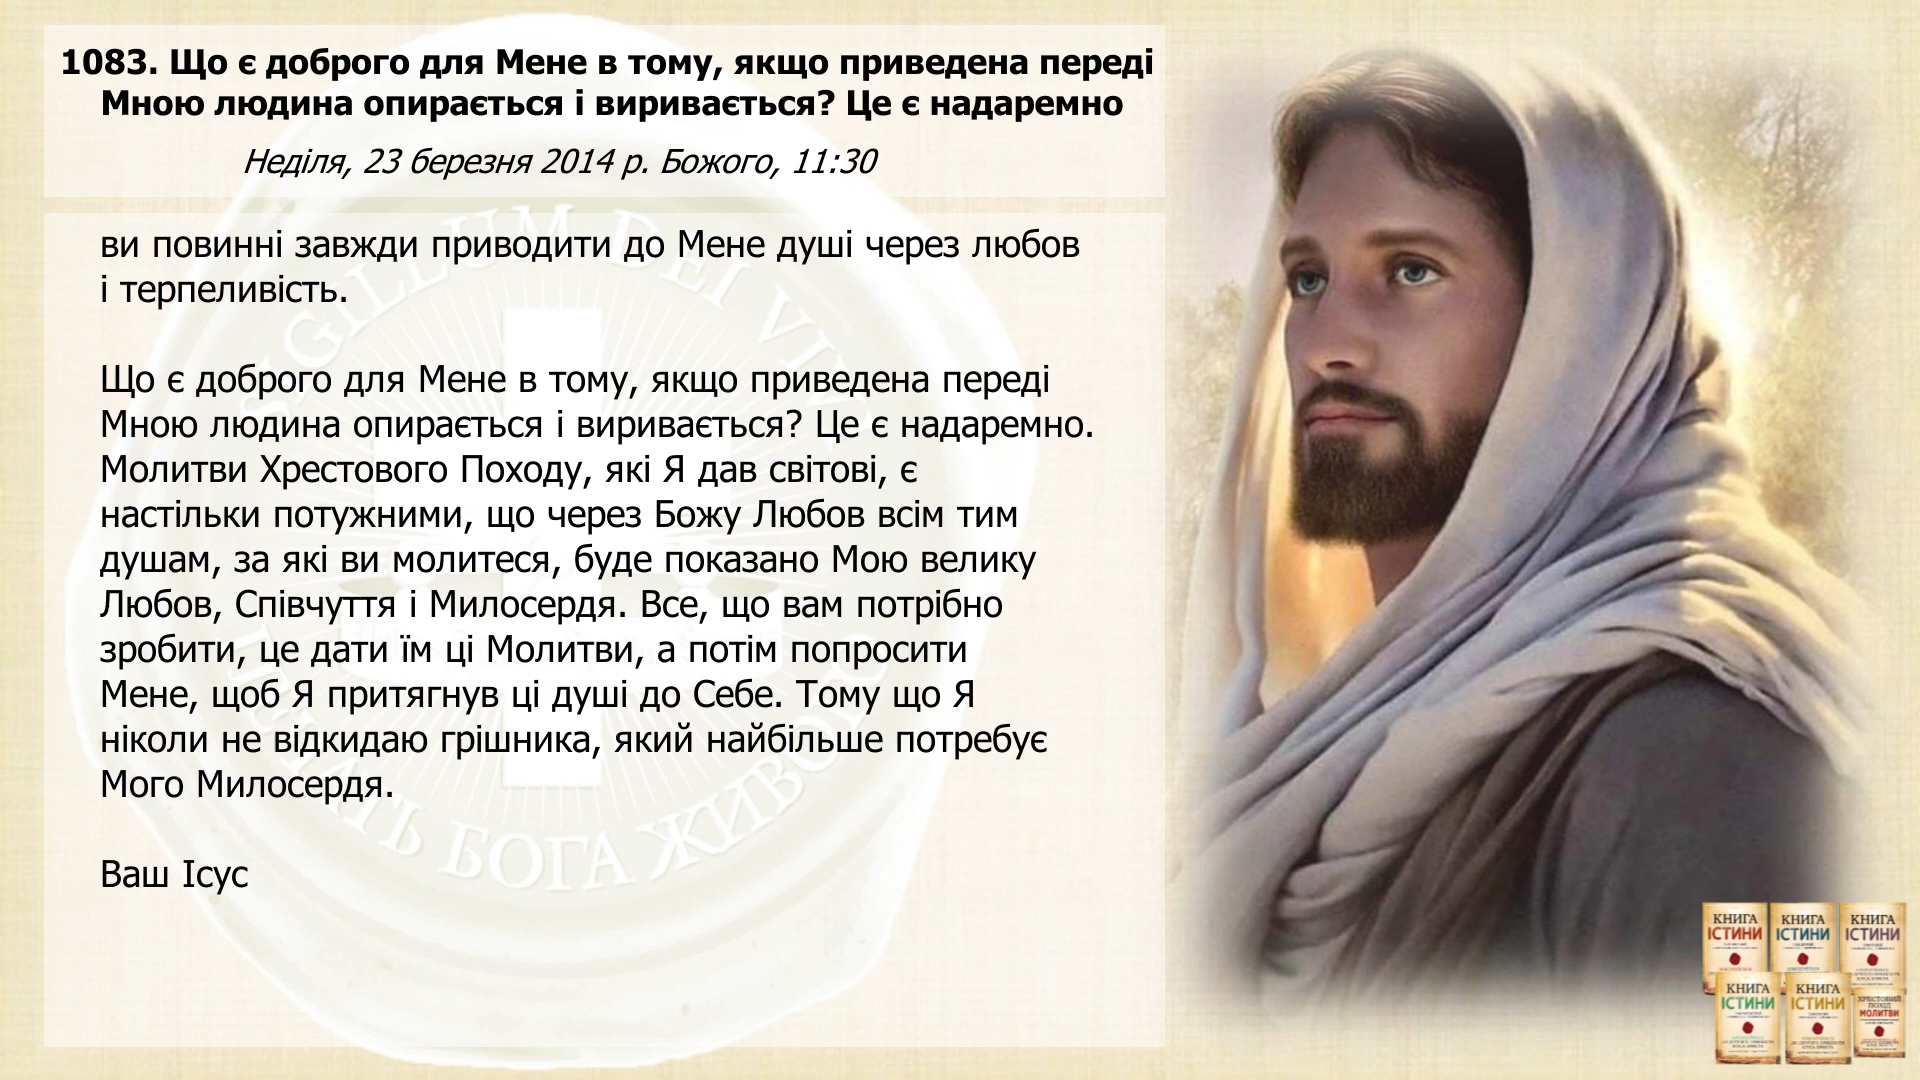 1083. Що є доброго для Мене в тому, якщо приведена переді
Мною людина опирається і виривається? Це є надаремно
Неділя, 23 березня 2014 р. Божого, 11:30
ви повинні завжди приводити до Мене душі через любов
і терпеливість.
Що є доброго для Мене в тому, якщо приведена переді
Мною людина опирається і виривається? Це є надаремно.
Молитви Хрестового Походу, які Я дав світові, є
настільки потужними, що через Божу Любов всім тим
душам, за які ви молитеся, буде показано Мою велику
Любов, Співчуття і Милосердя. Все, що вам потрібно
зробити, це дати їм ці Молитви, а потім попросити
Мене, щоб Я притягнув ці душі до Себе. Тому що Я
ніколи не відкидаю грішника, який найбільше потребує
Мого Милосердя.
Ваш Ісус
SIGILLUM DEI VIVI
ПЕЧАТЬ БОГА ЖИВОГО
КНИГА
ІСТИНИ
КНИГА
ІСТИНИ
КНИГА
ІСТИНИ
КНИГА
ІСТИНИ
КНИГА
ІСТИНИ
ХРЕСТОВИЙ
ПОХІД
МОЛИТВИ